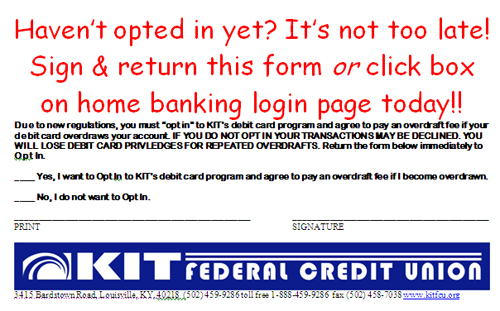 Haven't opted in yet? It's not too late!
Sign & return this form or click box
on home banking login page today!!
Due to new regulations, you must "opt in" to KIT's debit card program and agree to pay an overdraft fee if your
debit card overdraws your account. IF YOU DO NOT OPT IN YOUR TRANSACTIONS MAY BE DECLINED. YOU
WILL LOSE DEBIT CARD PRIVLEDGES FOR REPEATED OVERDRAFTS. Return the form below immediately to
Opt In.
____ Yes, I want to Opt In to KIT's debit card program and agree to pay an overdraft fee if I become overdrawn.
____ No, I do not want to Opt In.
PRINT SIGNATURE
KIT FEDERAL CREDIT UNION
3415 Bardstown Road, Louisville, KY, 40218 (502) 459-9286 toll free 1-888-459-9286 fax (502) 458-7038 www.kitfcu.org